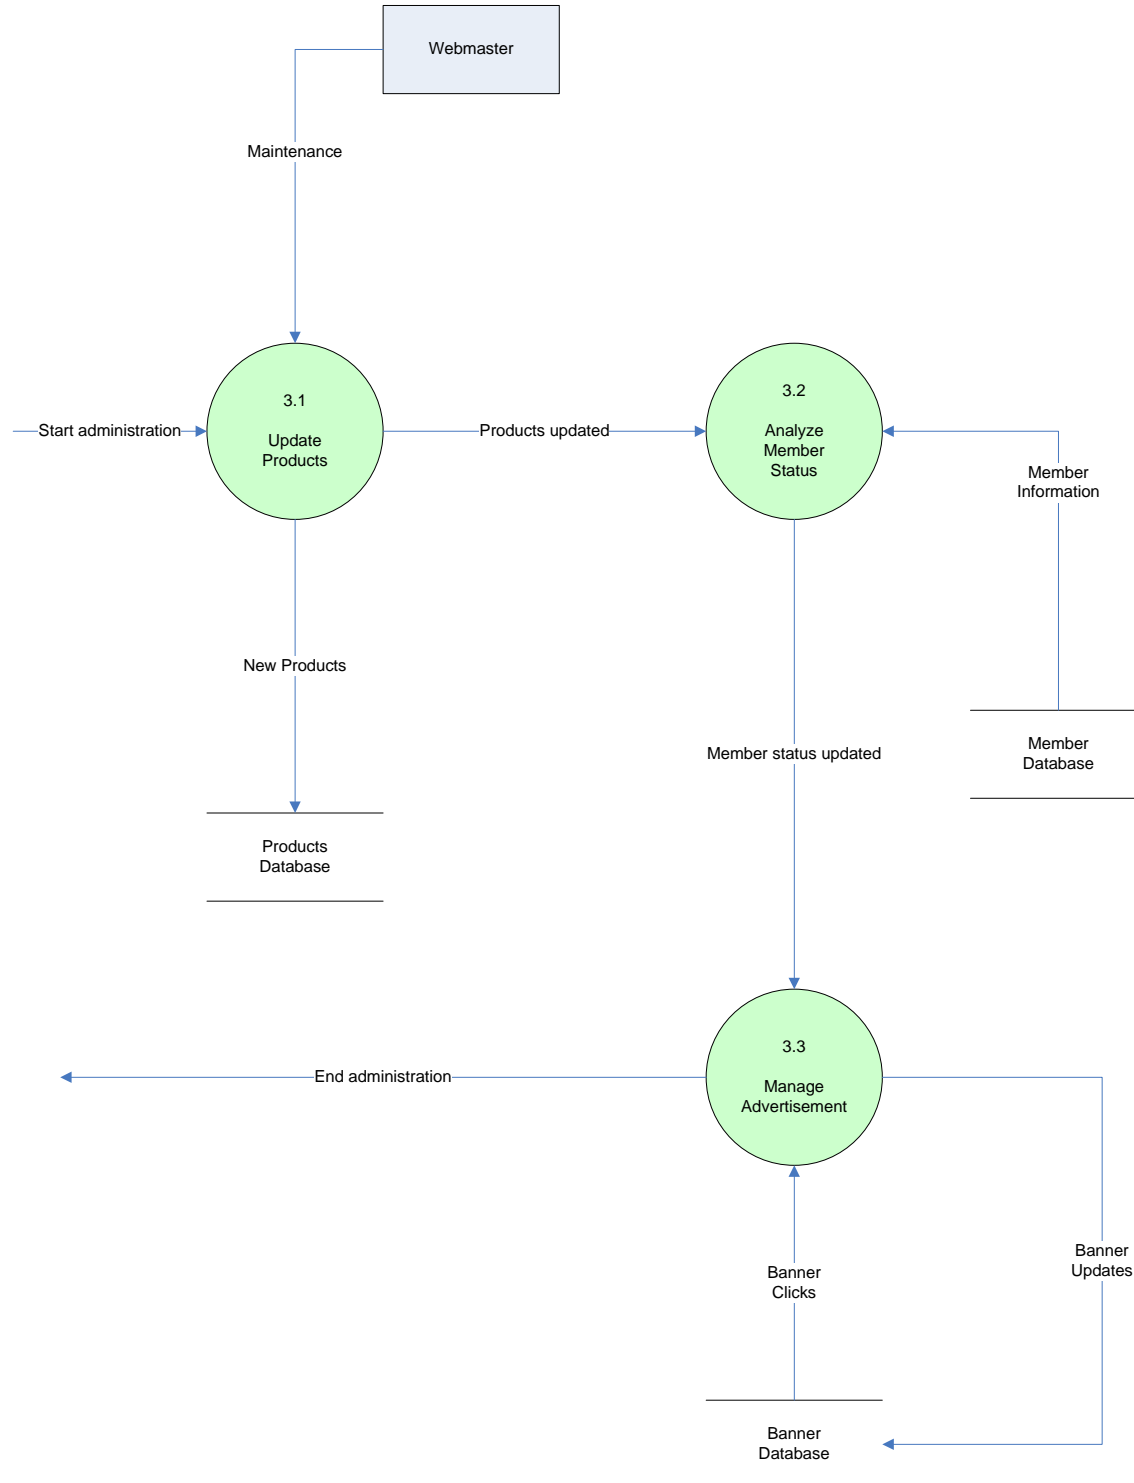 Webmaster
Maintenance
3.1
Update
Products
Start administration
Products updated
3.2
Analyze
Member
Status
Member
Information
New Products
Member status updated
Member
Database
Products
Database
3.3
Manage
Advertisement
End administration
Banner
Updates
Banner
Clicks
Banner
Database